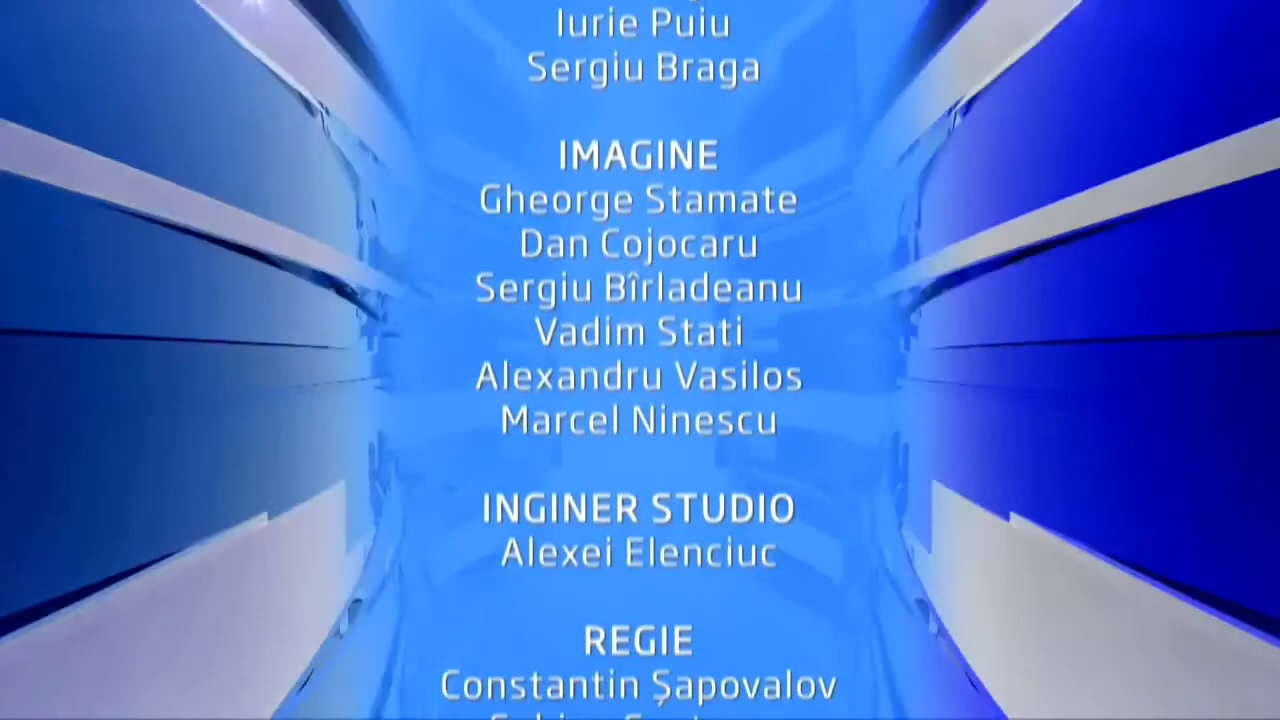 Iurie Puiu
Sergiu Braga
IMAGINE
Gheorge Stamate
Dan Cojocaru
Sergiu Bîrladeanu
Vadim Stati
Alexandru Vasilos
Marcel Ninescu
INGINER STUDIO
Alexei Elenciuc
REGIE
Constantin Șapovalov